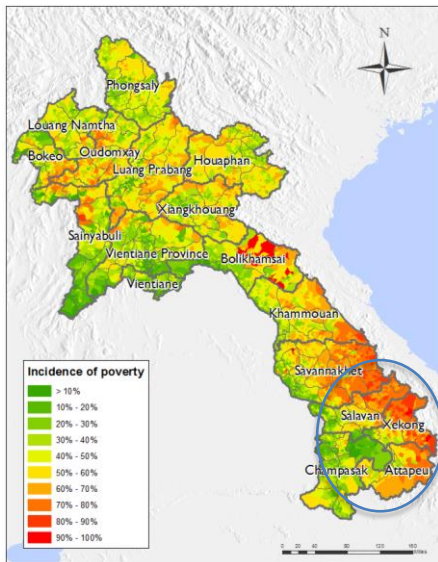 Phongsaly
Louang Namtha
Bokeo
Oudomxay
Luang Prabang
Houaphan
Xiangkhouang
Sainyabuli
Vientiane Province
Bolikhamsai
Vientiane
Khammouan
Savannakhet
Salavan
Xekong
Champasak
Attapeu
Incidence of poverty
> 10%
10% - 20%
20% - 30%
30% - 40%
40% - 50%
50% - 60%
60% - 70%
70% - 80%
80% - 90%
90% - 100%